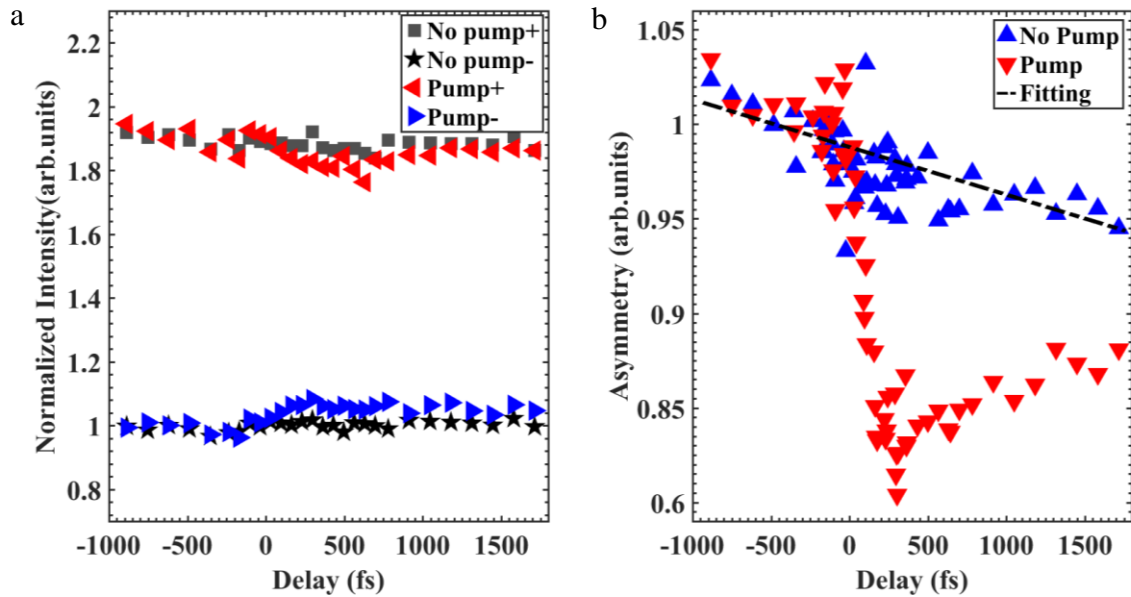 a
Normalized Intensity(arb.units)
2.2
2
1.8
1.6
1.4
1.2
1
0.8
No pump+
No pump-
Pump+
Pump-
-1000
-500
0
500
1000
1500
Delay (fs)
b
Asymmetry (arb.units)
1.05
1
0.95
0.9
0.85
0.6
No Pump
Pump
Fitting
-1000
-500
0
500
1000
1500
Delay (fs)